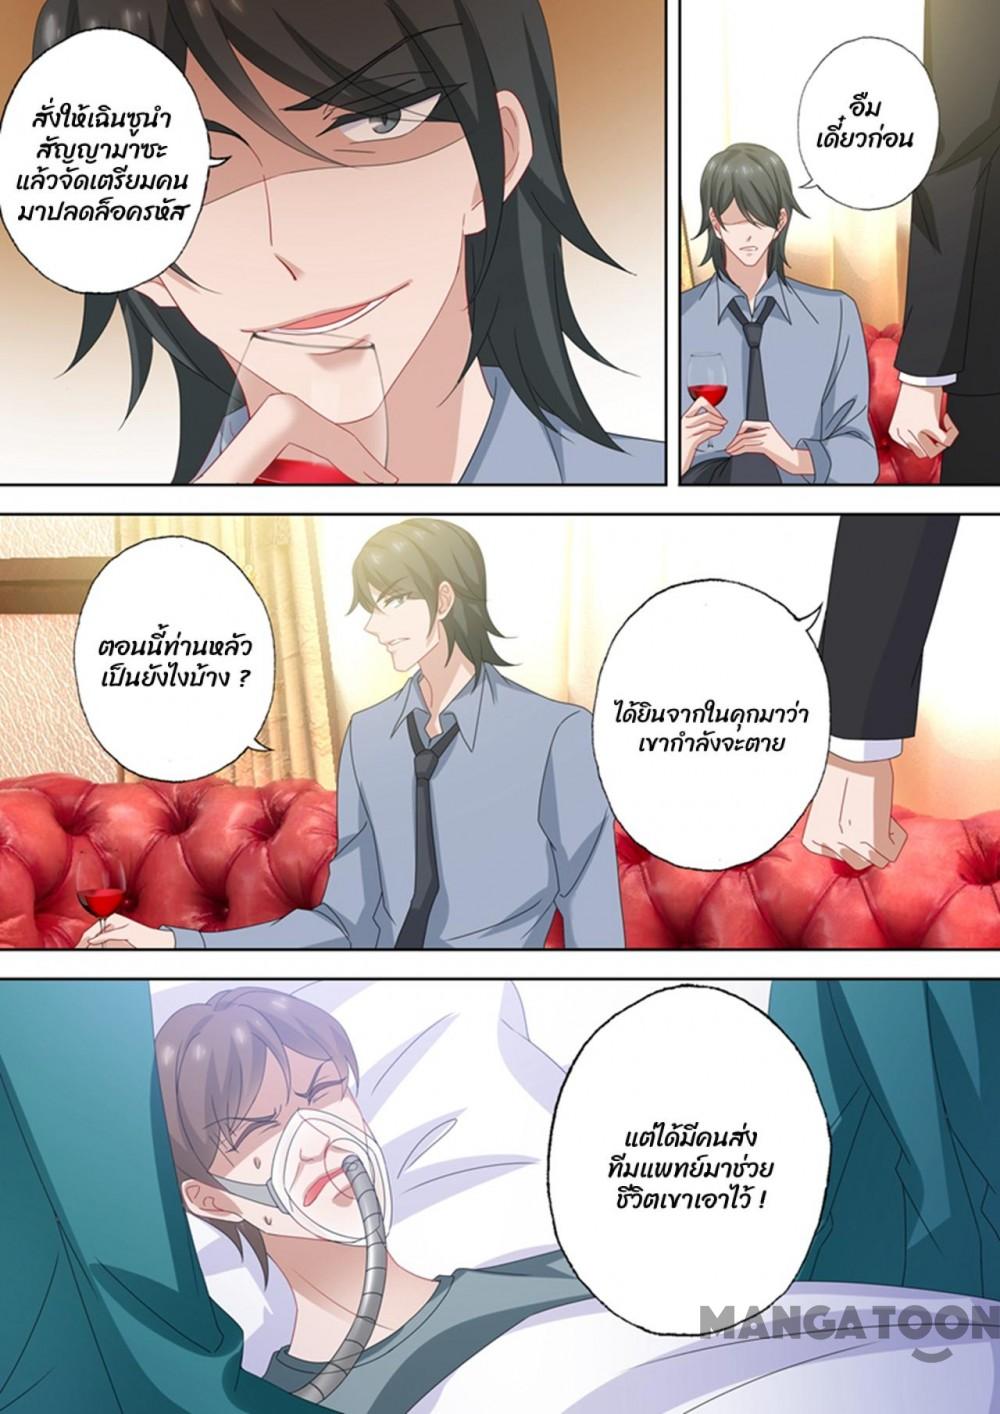 สั่งให้เฉินซูนำ
สัญญามาซะ
แล้วจัดเตรียมคน
มาปลดล็อครหัส
อืม
เดี๋ยวก่อน
ตอนนี้ท่านหลัว
เป็นยังไงบ้าง ?
ได้ยินจากในคุกมาว่า
เขากำลังจะตาย
แต่ได้มีคนส่ง
ทีมแพทย์มาช่วย
ชีวิตเขาเอาไว้ !
MANGATOON